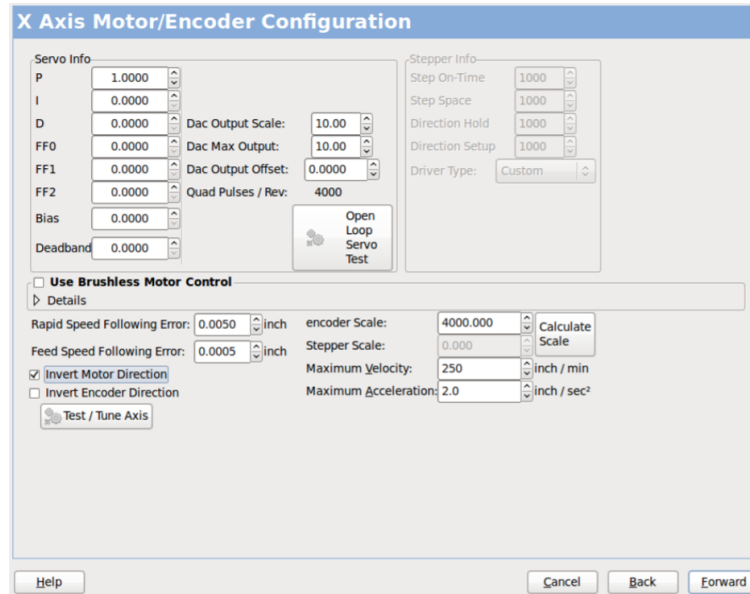 X Axis Motor/Encoder Configuration
Servo Info
P 1.0000
I 0.0000
D 0.0000 Dac Output Scale: 10.00
FF0 0.0000 Dac Max Output: 10.00
FF1 0.0000 Dac Output Offset: 0.0000
FF2 0.0000 Quad Pulses / Rev: 4000
Bias 0.0000
Deadband 0.0000
Open
Loop
Servo
Test
Stepper Info
Step On-Time 1000
Step Space 1000
Direction Hold 1000
Direction Setup 1000
Driver Type: Custom
Use Brushless Motor Control
Details
Rapid Speed Following Error: 0.0050 inch
Feed Speed Following Error: 0.0005 inch
Invert Motor Direction
Invert Encoder Direction
Test / Tune Axis
encoder Scale: 4000.000
Stepper Scale: 0.000
Calculate
Scale
Maximum Velocity: 250 inch / min
Maximum Acceleration: 2.0 inch / sec²
Help Cancel Back Forward